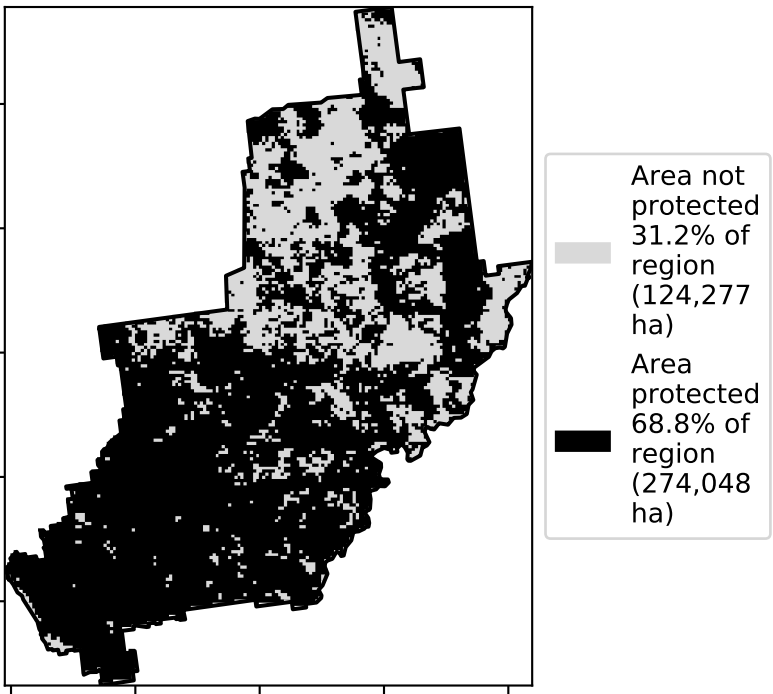 Area not
protected
31.2% of
region
(124,277
ha)
Area
protected
68.8% of
region
(274,048
ha)